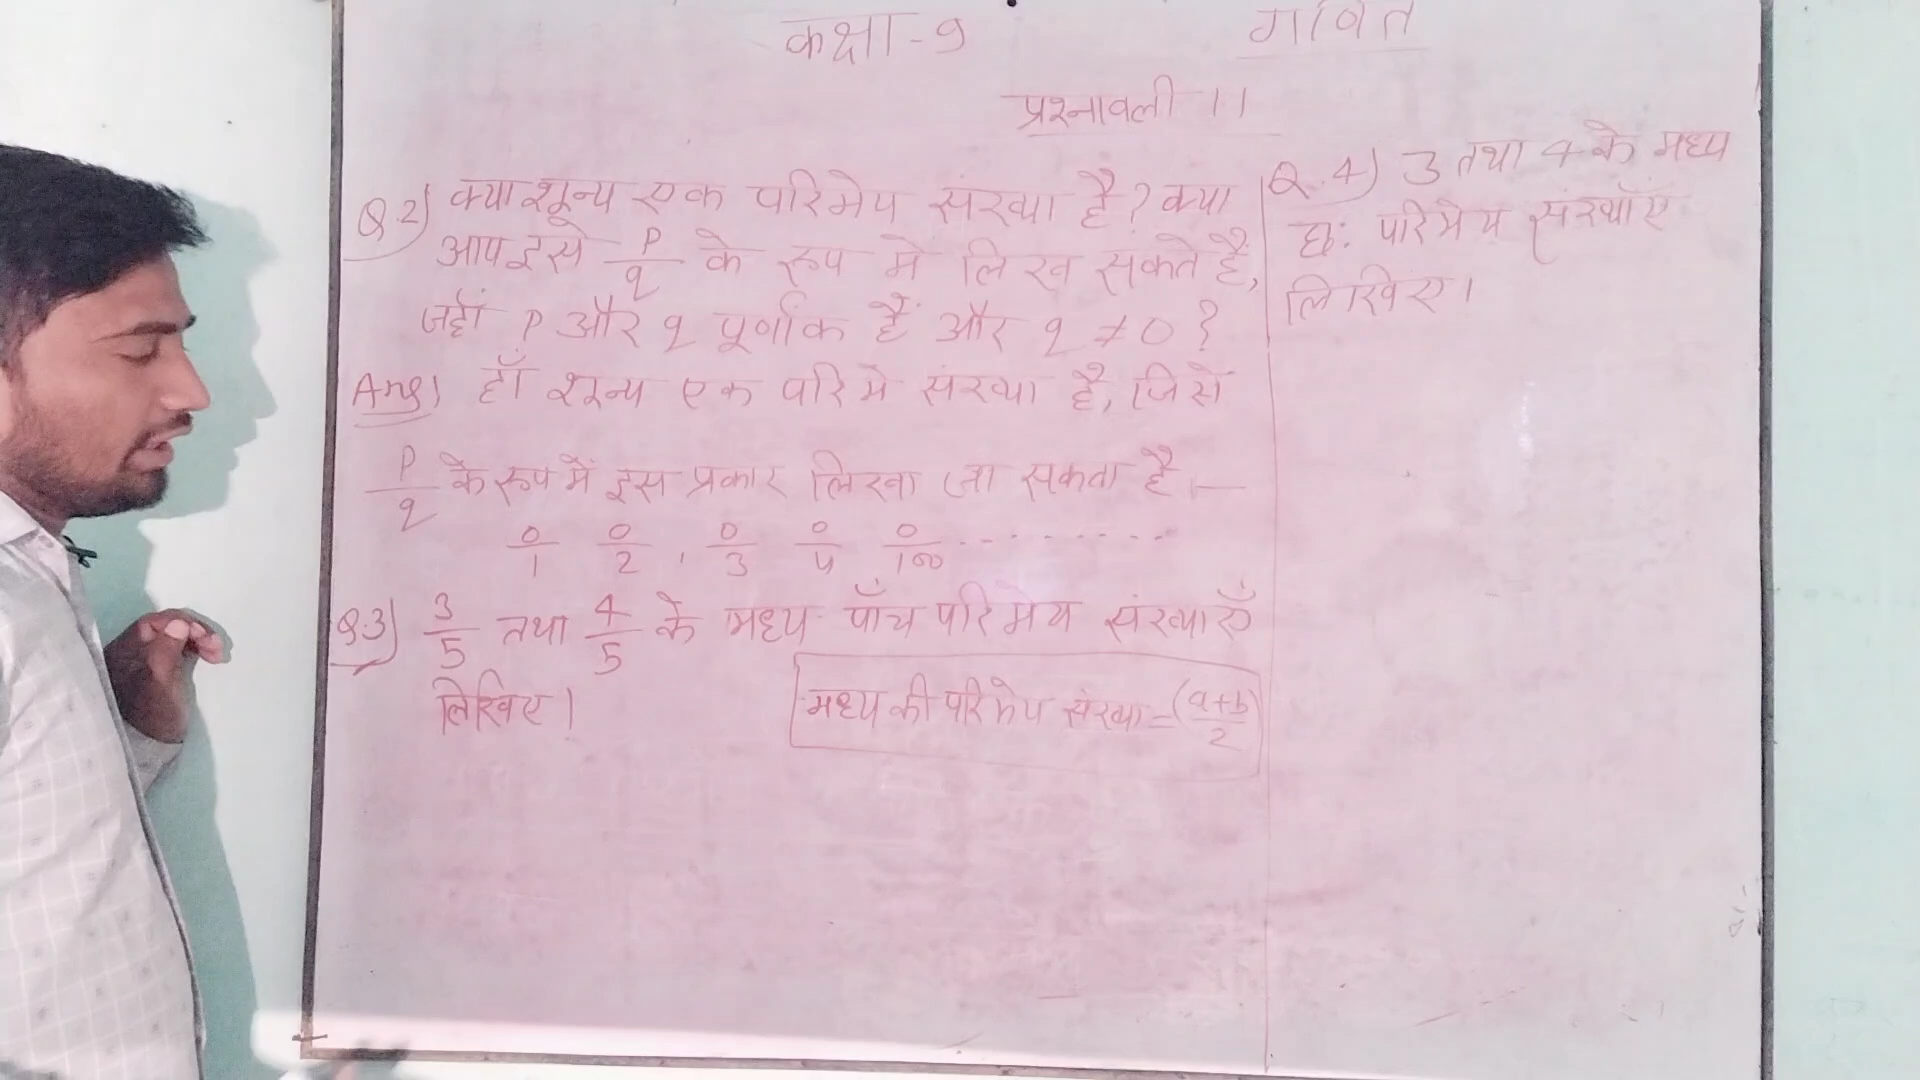 कक्षा-9
गणित
प्रश्नावली 1.1
Q.2) क्या शून्य एक परिमेय संख्या है? क्या
आप इसे p/q के रूप में लिख सकते है,
जहाँ p और q पूर्णांक हैं और q ≠ 0 ?
Ans। हाँ शून्य एक परिमे संख्या है, जिसे
p/q के रूप में इस प्रकार लिखा जा सकता है।—
0/1 0/2 , 0/3 0/4 0/100 ..........
Q.3) 3/5 तथा 4/5 के मध्य पाँच परिमेय संख्याएँ
लिखिए।
मध्य की परिमेय संख्या = (a+b)/2
Q.4) 3 तथा 4 के मध्य
छः परिमेय संख्याएँ
लिखिए।